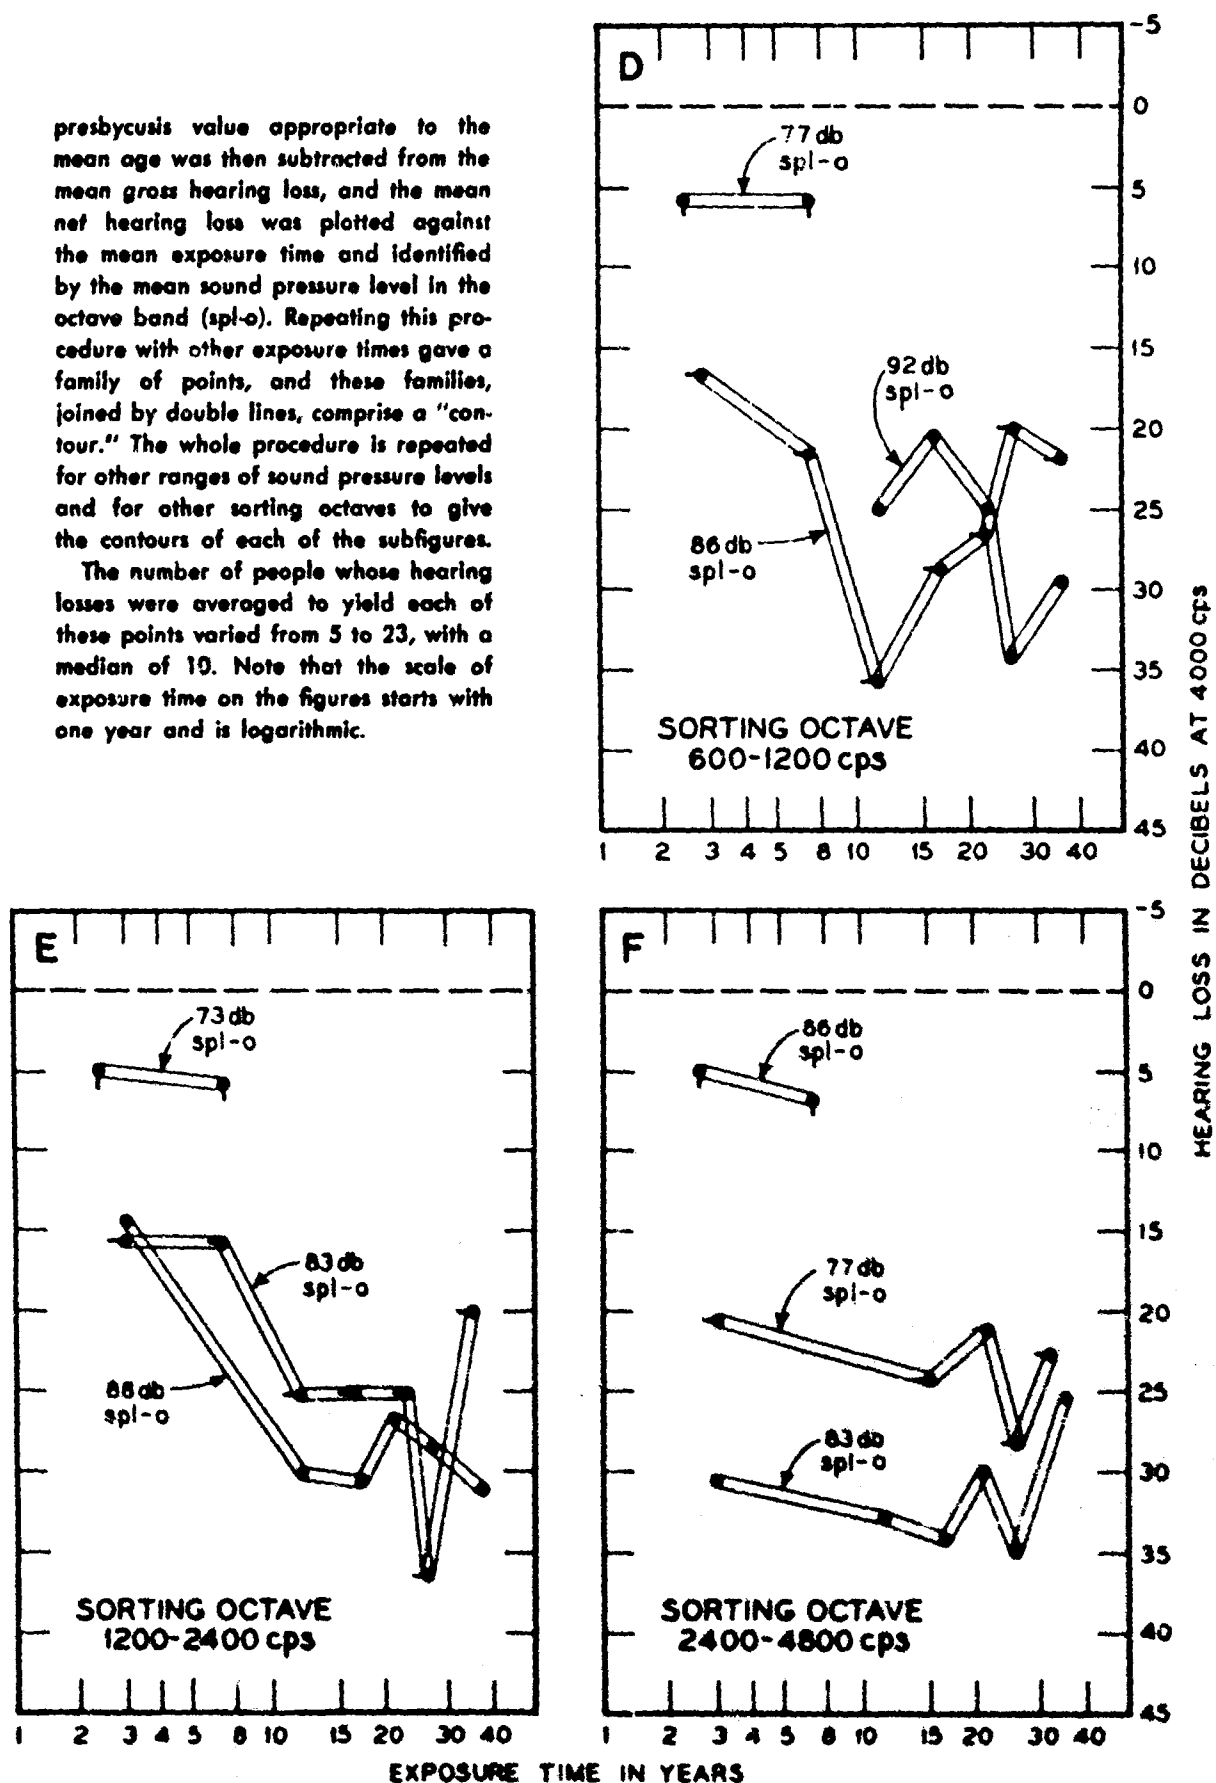 presbycusis value appropriate to the
mean age was then subtracted from the
mean gross hearing loss, and the mean
net hearing loss was plotted against
the mean exposure time and identified
by the mean sound pressure level in the
octave band (spl-o). Repeating this pro-
cedure with other exposure times gave a
family of points, and these families,
joined by double lines, comprise a "con-
tour." The whole procedure is repeated
for other ranges of sound pressure levels
and for other sorting octaves to give
the contours of each of the subfigures.
The number of people whose hearing
losses were averaged to yield each of
these points varied from 5 to 23, with a
median of 10. Note that the scale of
exposure time on the figures starts with
one year and is logarithmic.
D
77 db
spl-o
92 db
spl-o
86 db
spl-o
SORTING OCTAVE
600-1200 cps
-5
0
5
10
15
20
25
30
35
40
45
1 2 3 4 5 8 10 15 20 30 40
E
73 db
spl-o
83 db
spl-o
86 db
spl-o
SORTING OCTAVE
1200-2400 cps
1 2 3 4 5 8 10 15 20 30 40
F
86 db
spl-o
77 db
spl-o
83 db
spl-o
SORTING OCTAVE
2400-4800 cps
-5
0
5
10
15
20
25
30
35
40
45
1 2 3 4 5 8 10 15 20 30 40
HEARING LOSS IN DECIBELS AT 4000 cps
EXPOSURE TIME IN YEARS